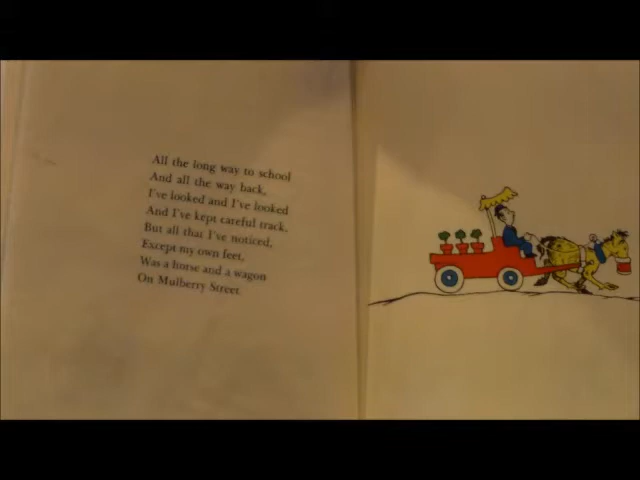 All the long way to school
And all the way back,
I've looked and I've looked
And I've kept careful track,
But all that I've noticed,
Except my own feet,
Was a horse and a wagon
On Mulberry Street.